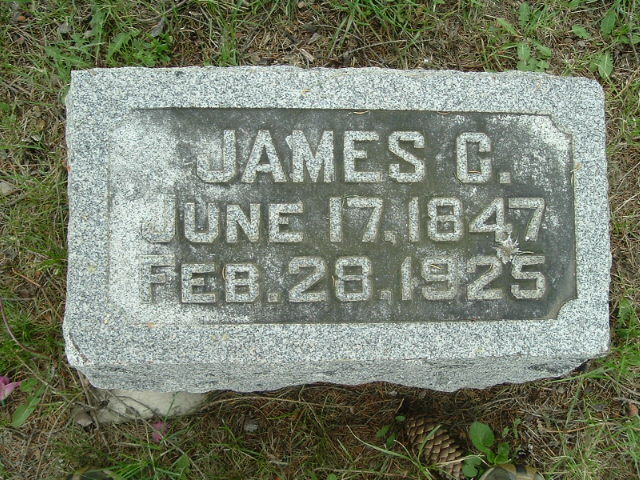 JAMES C.
JUNE 17, 1847
FEB. 28. 1925